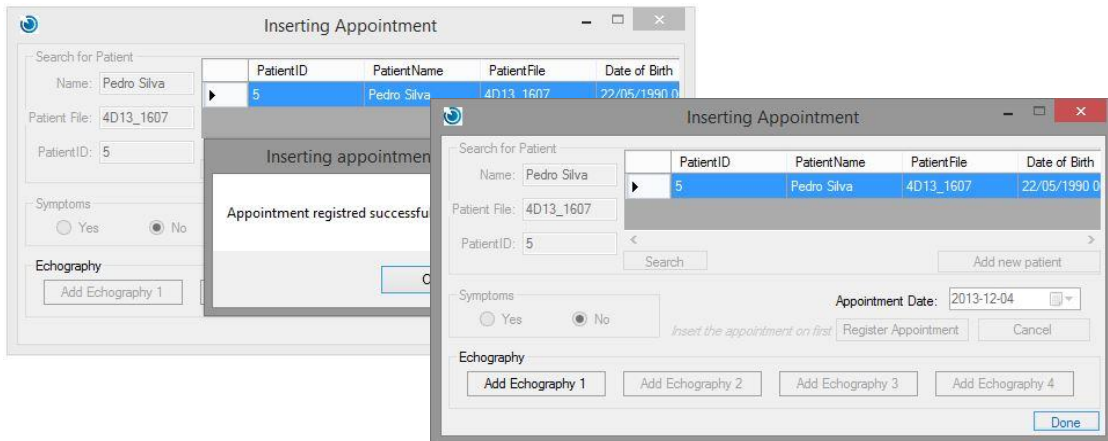 Inserting Appointment
Search for Patient
Name: Pedro Silva
Patient File: 4D13_1607
PatientID: 5
PatientID PatientName PatientFile Date of Birth
5 Pedro Silva 4D13_1607 22/05/1990 0
Symptoms
Yes No
Echography
Add Echography 1
Inserting appointmen
Appointment registred successful
Inserting Appointment
Search for Patient
Name: Pedro Silva
Patient File: 4D13_1607
PatientID: 5
PatientID PatientName PatientFile Date of Birth
5 Pedro Silva 4D13_1607 22/05/1990 0
Search Add new patient
Symptoms
Yes No
Appointment Date: 2013-12-04
Insert the appointment on first Register Appointment Cancel
Echography
Add Echography 1 Add Echography 2 Add Echography 3 Add Echography 4
Done